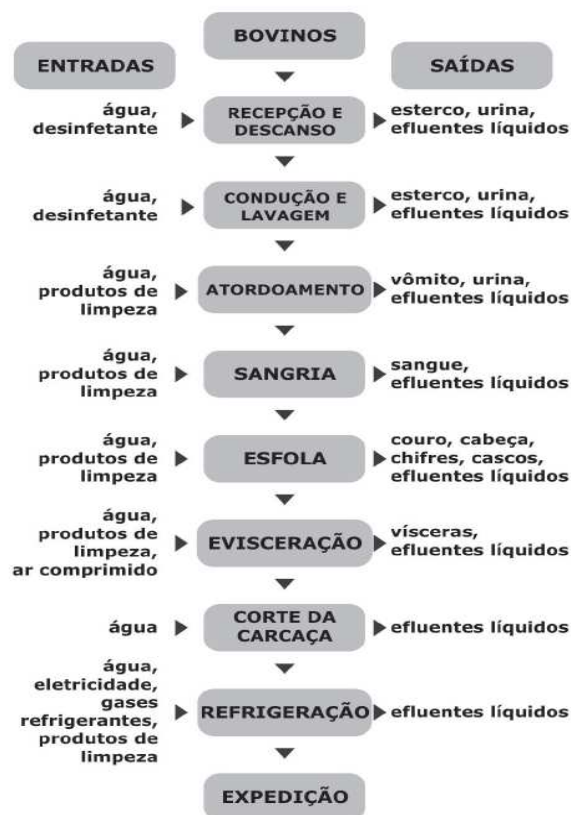 BOVINOS
ENTRADAS
SAÍDAS
água,
desinfetante
RECEPÇÃO E
DESCANSO
esterco, urina,
efluentes líquidos
água,
desinfetante
CONDUÇÃO E
LAVAGEM
esterco, urina,
efluentes líquidos
água,
produtos de
limpeza
ATORDOAMENTO
vômito, urina,
efluentes líquidos
água,
produtos de
limpeza
SANGRIA
sangue,
efluentes líquidos
água,
produtos de
limpeza
ESFOLA
couro, cabeça,
chifres, cascos,
efluentes líquidos
água,
produtos de
limpeza,
ar comprimido
EVISCERAÇÃO
vísceras,
efluentes líquidos
água
CORTE DA
CARCAÇA
efluentes líquidos
água,
eletricidade,
gases
refrigerantes,
produtos de
limpeza
REFRIGERAÇÃO
efluentes líquidos
EXPEDIÇÃO